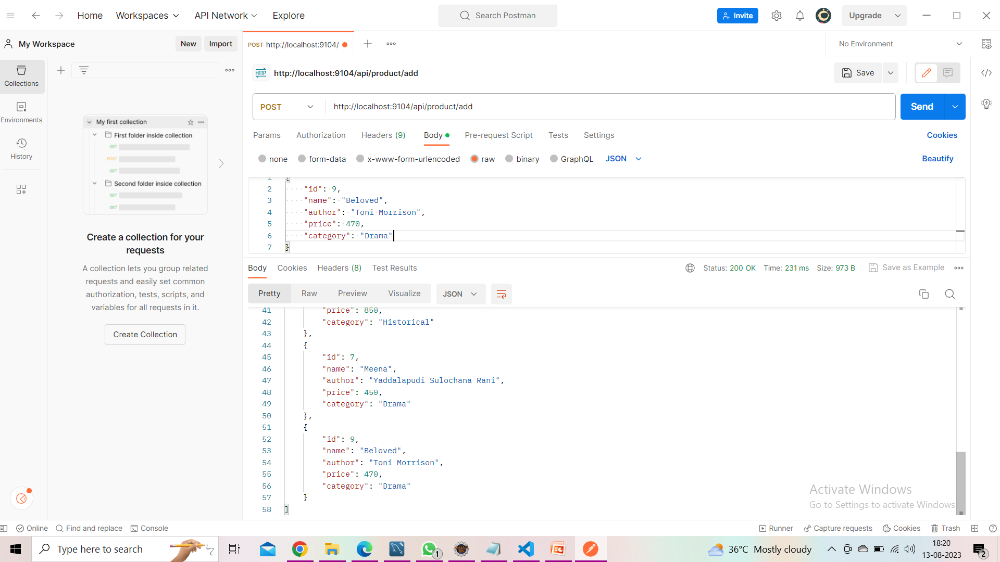 Home Workspaces API Network Explore
Search Postman
Invite
Upgrade
My Workspace
New Import
POST http://localhost:9104/
No Environment
Collections
Environments
History
My first collection
First folder inside collection
GET
POST
GET
Second folder inside collection
GET
GET
Create a collection for your
requests
A collection lets you group related
requests and easily set common
authorization, tests, scripts, and
variables for all requests in it.
Create Collection
HTTP http://localhost:9104/api/product/add
Save
POST http://localhost:9104/api/product/add
Send
Params Authorization Headers (9) Body Pre-request Script Tests Settings Cookies
none form-data x-www-form-urlencoded raw binary GraphQL JSON Beautify
1 {
2 "id": 9,
3 "name": "Beloved",
4 "author": "Toni Morrison",
5 "price": 470,
6 "category": "Drama"
7 }
Body Cookies Headers (8) Test Results
Status: 200 OK Time: 231 ms Size: 973 B Save as Example
Pretty Raw Preview Visualize JSON
41 "price": 850,
42 "category": "Historical"
43 },
44 {
45 "id": 7,
46 "name": "Meena",
47 "author": "Yaddalapudi Sulochana Rani",
48 "price": 450,
49 "category": "Drama"
50 },
51 {
52 "id": 9,
53 "name": "Beloved",
54 "author": "Toni Morrison",
55 "price": 470,
56 "category": "Drama"
57 }
58 ]
Activate Windows
Go to Settings to activate Windows.
Online Find and replace Console
Runner Capture requests Cookies Trash
Type here to search
1
36°C Mostly cloudy
18:20
13-08-2023
2